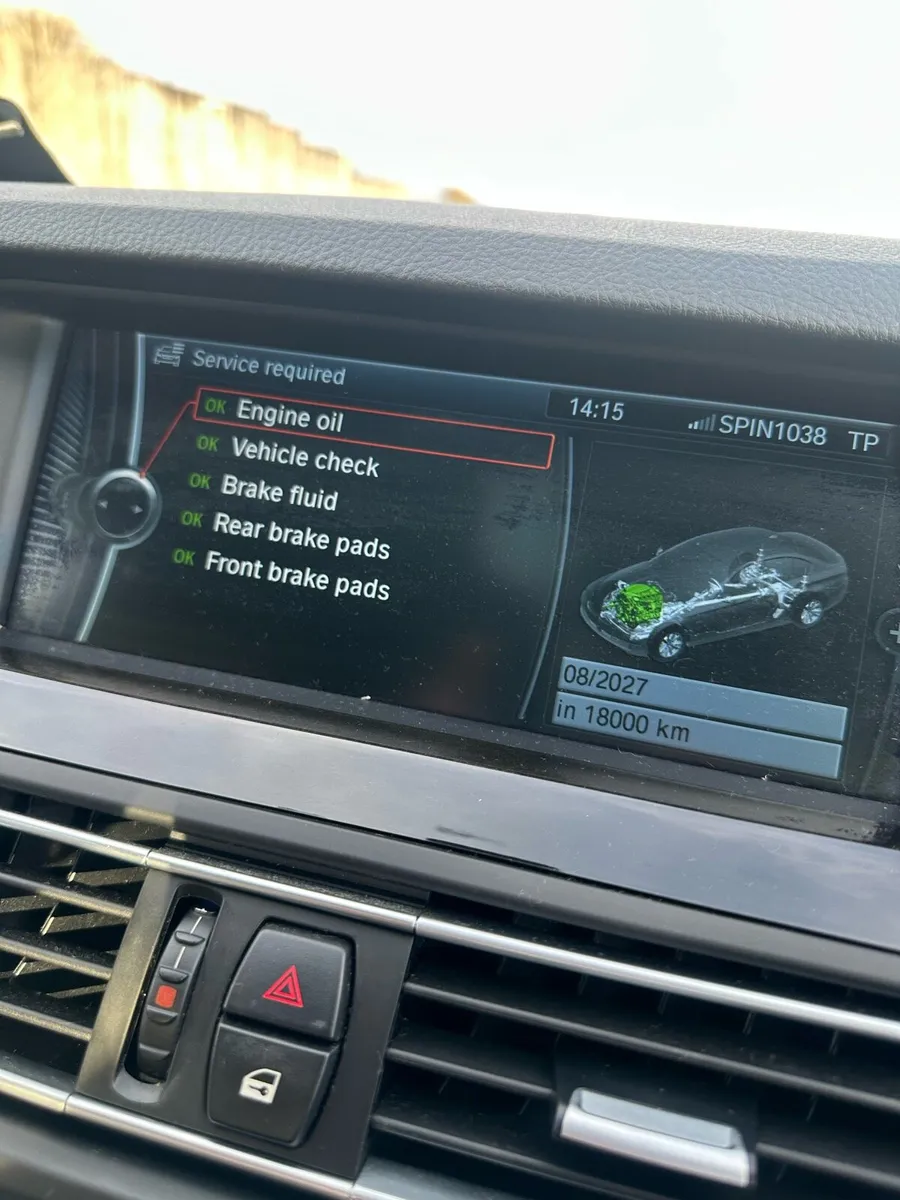 Service required
14:15 SPIN1038 TP
OK Engine oil
OK Vehicle check
OK Brake fluid
OK Rear brake pads
OK Front brake pads
08/2027
in 18000 km